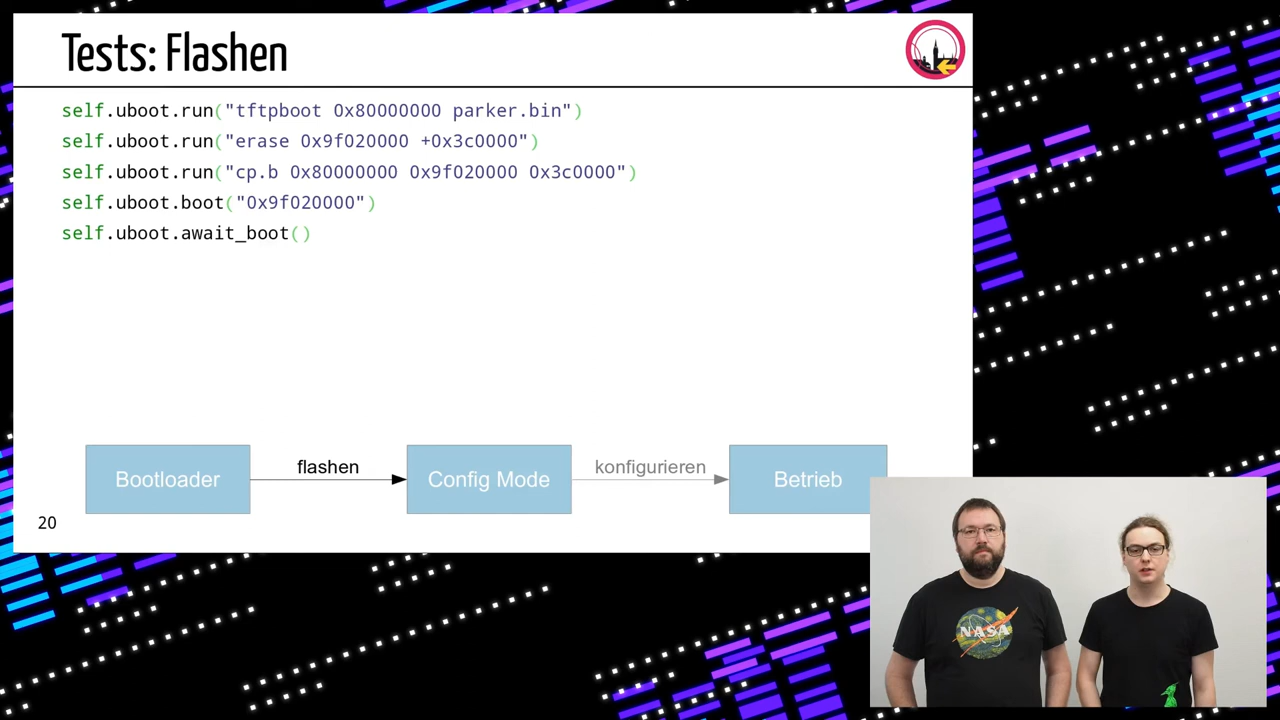 Tests: Flashen
self.uboot.run("tftpboot 0x80000000 parker.bin")
self.uboot.run("erase 0x9f020000 +0x3c0000")
self.uboot.run("cp.b 0x80000000 0x9f020000 0x3c0000")
self.uboot.boot("0x9f020000")
self.uboot.await_boot()
Bootloader
flashen
Config Mode
konfigurieren
Betrieb
20
NASA